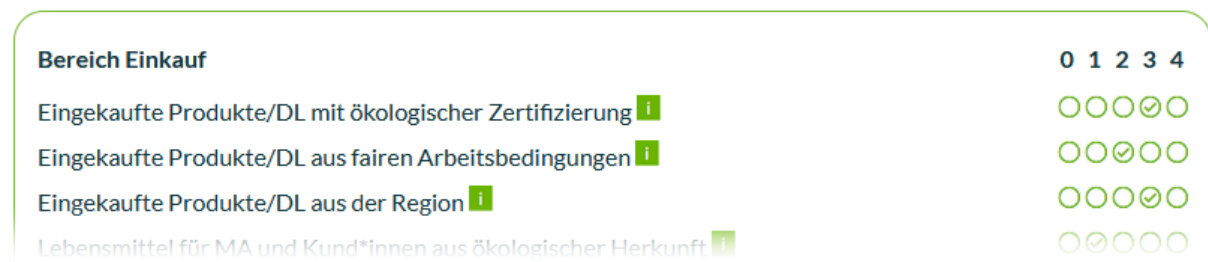 Bereich Einkauf 0 1 2 3 4
Eingekaufte Produkte/DL mit ökologischer Zertifizierung i
Eingekaufte Produkte/DL aus fairen Arbeitsbedingungen i
Eingekaufte Produkte/DL aus der Region i
Lebensmittel für MA und Kund*innen aus ökologischer Herkunft i